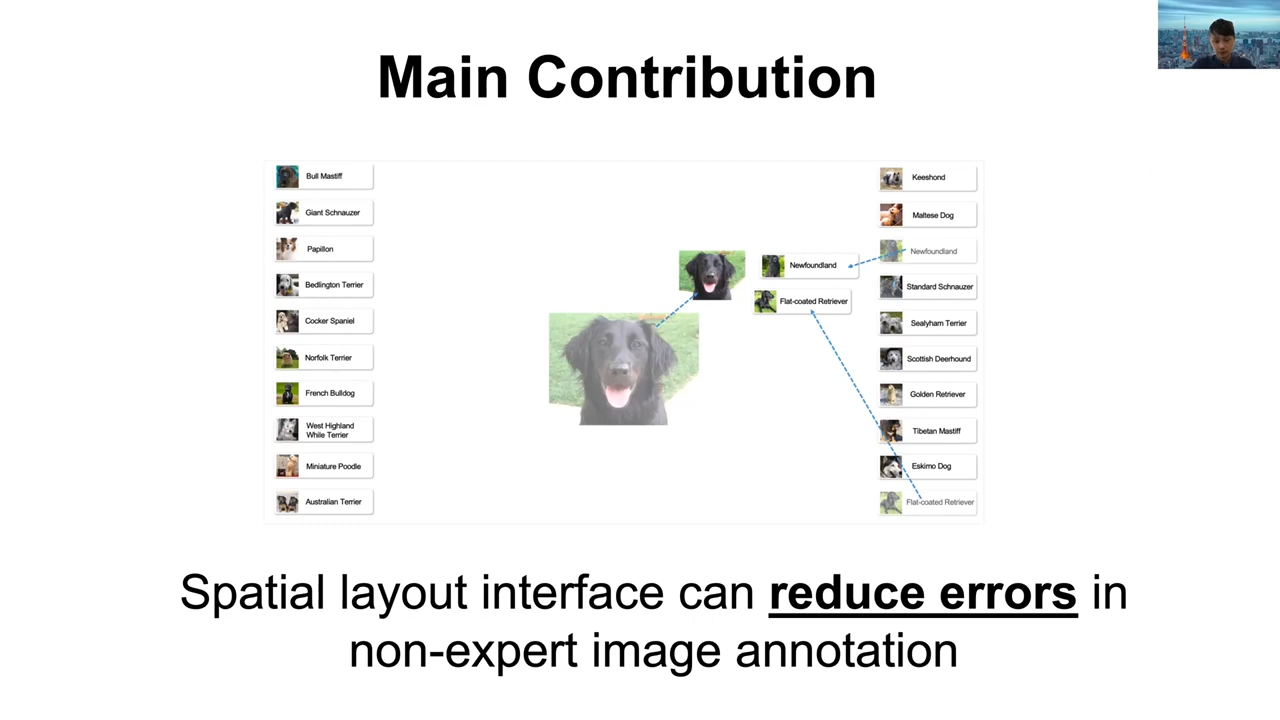 Main Contribution
Bull Mastiff
Giant Schnauzer
Papillon
Bedlington Terrier
Cocker Spaniel
Norfolk Terrier
French Bulldog
West Highland
While Terrier
Miniature Poodle
Australian Terrier
Newfoundland
Flat-coated Retriever
Keeshond
Maltese Dog
Newfoundland
Standard Schnauzer
Sealyham Terrier
Scottish Deerhound
Golden Retriever
Tibetan Mastiff
Eskimo Dog
Flat-coated Retriever
Spatial layout interface can reduce errors in
non-expert image annotation